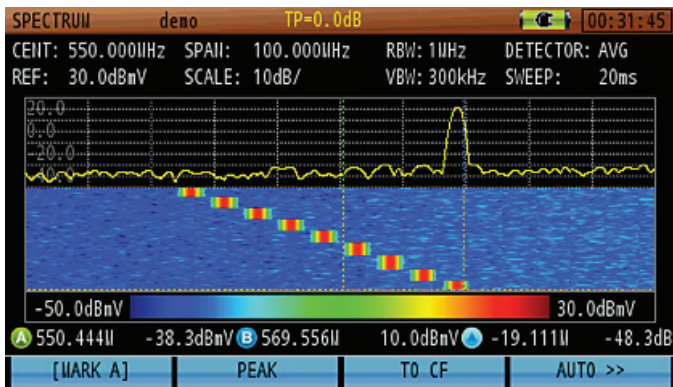 SPECTRUM demo TP=0.0dB 00:31:45
CENT: 550.000MHz SPAN: 100.000MHz RBW: 1MHz DETECTOR: AVG
REF: 30.0dBmV SCALE: 10dB/ VBW: 300kHz SWEEP: 20ms
20.0
0.0
-20.0
-40.0
-50.0dBmV 30.0dBmV
A 550.444M -38.3dBmV B 569.556M 10.0dBmV -19.111M -48.3dB
[MARK A] PEAK TO CF AUTO >>